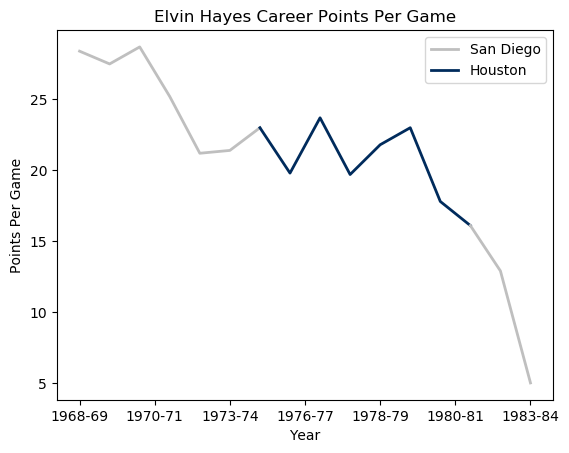 Elvin Hayes Career Points Per Game
San Diego
Houston
Points Per Game
25
20
15
10
5
1968-69 1970-71 1973-74 1976-77 1978-79 1980-81 1983-84
Year